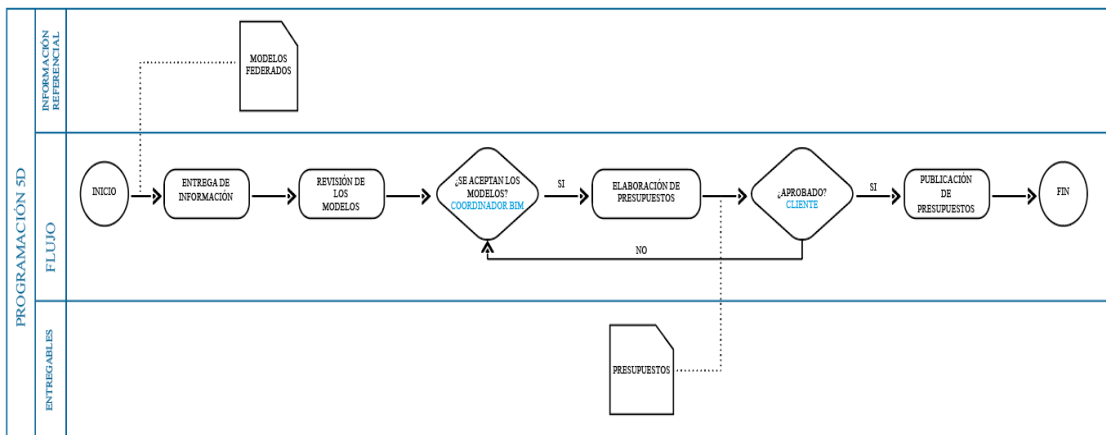 PROGRAMACIÓN 5D
INFORMACIÓN
REFERENCIAL
MODELOS
FEDERADOS
FLUJO
INICIO
ENTREGA DE
INFORMACIÓN
REVISIÓN DE
LOS
MODELOS
¿SE ACEPTAN LOS
MODELOS?
COORDINADOR BIM
SI
ELABORACIÓN DE
PRESUPUESTOS
¿APROBADO?
CLIENTE
SI
PUBLICACIÓN
DE
PRESUPUESTOS
FIN
NO
ENTREGABLES
PRESUPUESTOS